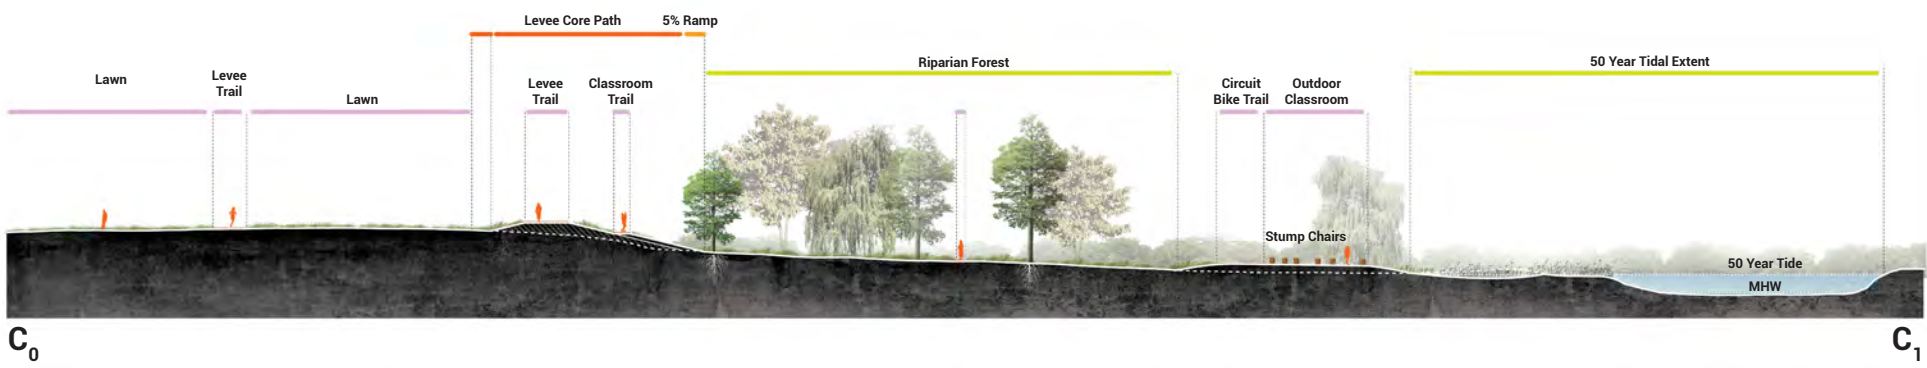 Levee Core Path
5% Ramp
Riparian Forest
50 Year Tidal Extent
Lawn
Levee
Trail
Lawn
Levee
Trail
Classroom
Trail
Circuit
Bike Trail
Outdoor
Classroom
Stump Chairs
50 Year Tide
MHW
C0
C1